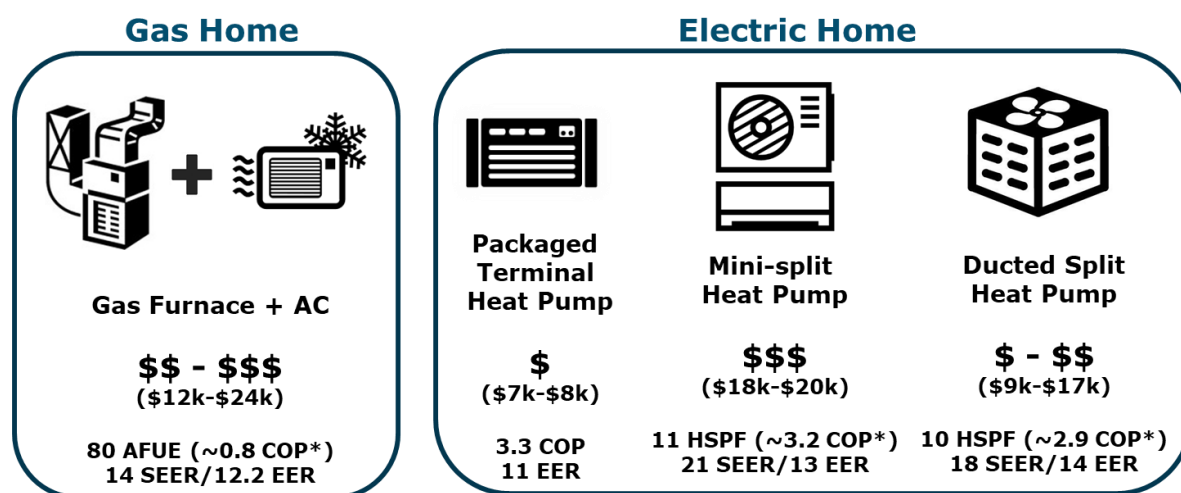 Gas Home
Gas Furnace + AC
$$ - $$$
($12k-$24k)
80 AFUE (~0.8 COP*)
14 SEER/12.2 EER
Electric Home
Packaged
Terminal
Heat Pump
$
($7k-$8k)
3.3 COP
11 EER
Mini-split
Heat Pump
$$$
($18k-$20k)
11 HSPF (~3.2 COP*)
21 SEER/13 EER
Ducted Split
Heat Pump
$ - $$
($9k-$17k)
10 HSPF (~2.9 COP*)
18 SEER/14 EER